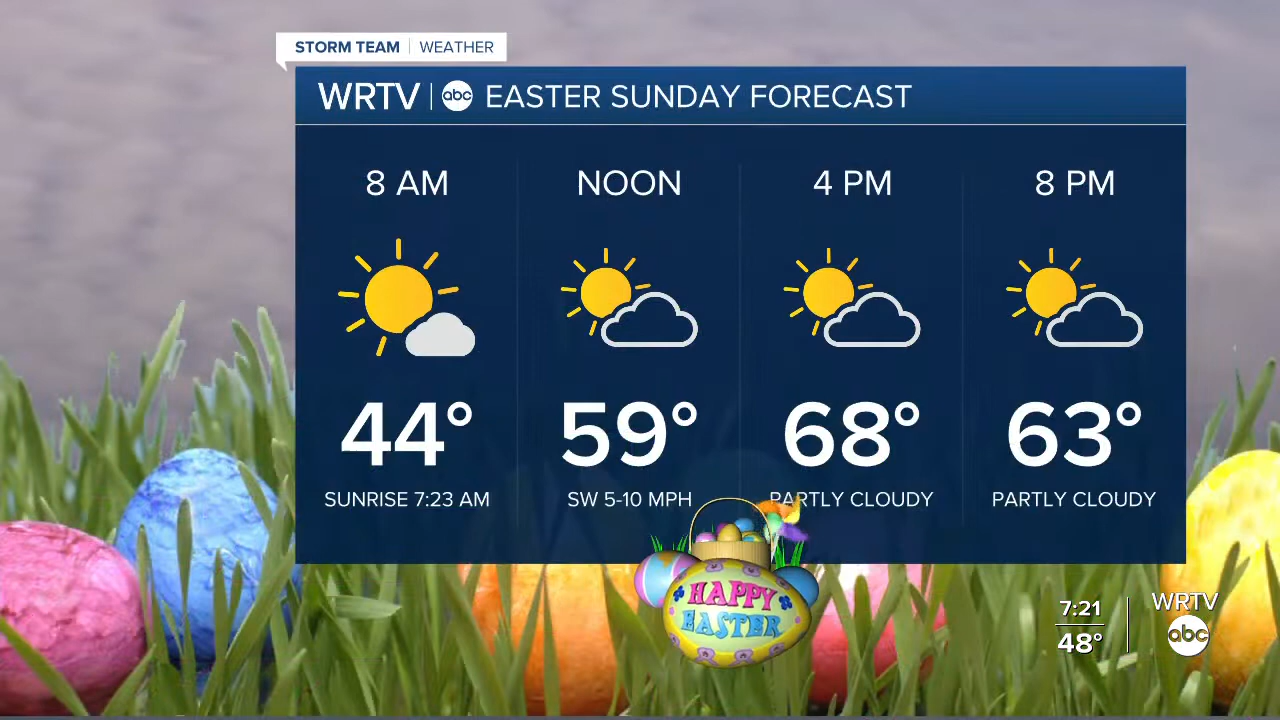 STORM TEAM | WEATHER
WRTV | abc EASTER SUNDAY FORECAST
8 AM
44°
SUNRISE 7:23 AM
NOON
59°
SW 5-10 MPH
4 PM
68°
PARTLY CLOUDY
8 PM
63°
PARTLY CLOUDY
HAPPY
EASTER
7:21
48°
WRTV
abc